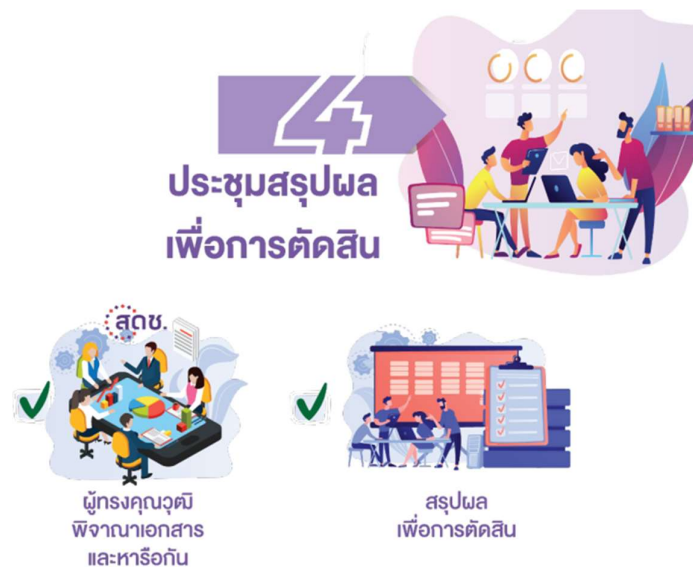 4
ประชุมสรุปผล
เพื่อการตัดสิน
สดช.
ผู้ทรงคุณวุฒิ
พิจาณาเอกสาร
และหารือกัน
สรุปผล
เพื่อการตัดสิน